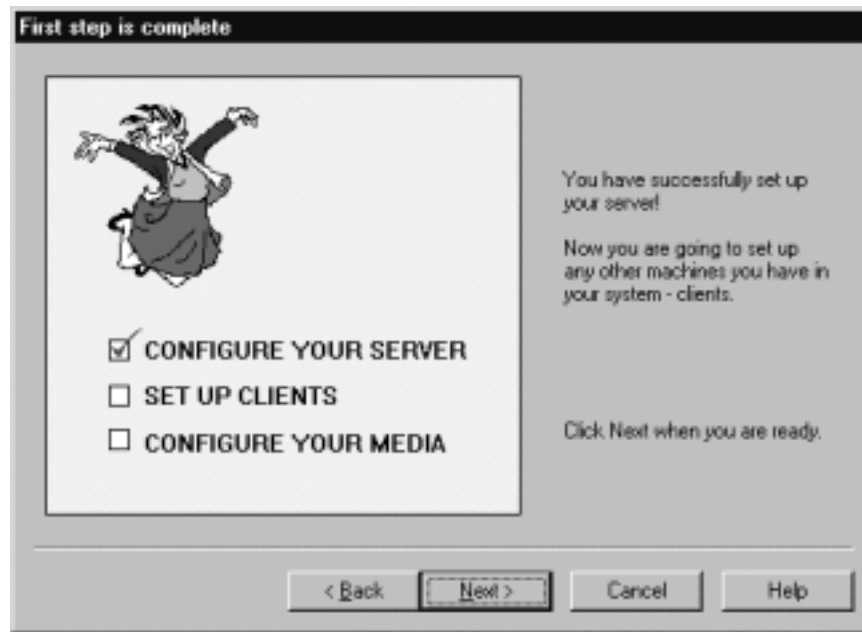 First step is complete
You have successfully set up
your server!
Now you are going to set up
any other machines you have in
your system - clients.
CONFIGURE YOUR SERVER
SET UP CLIENTS
CONFIGURE YOUR MEDIA
Click Next when you are ready.
< Back
Next >
Cancel
Help